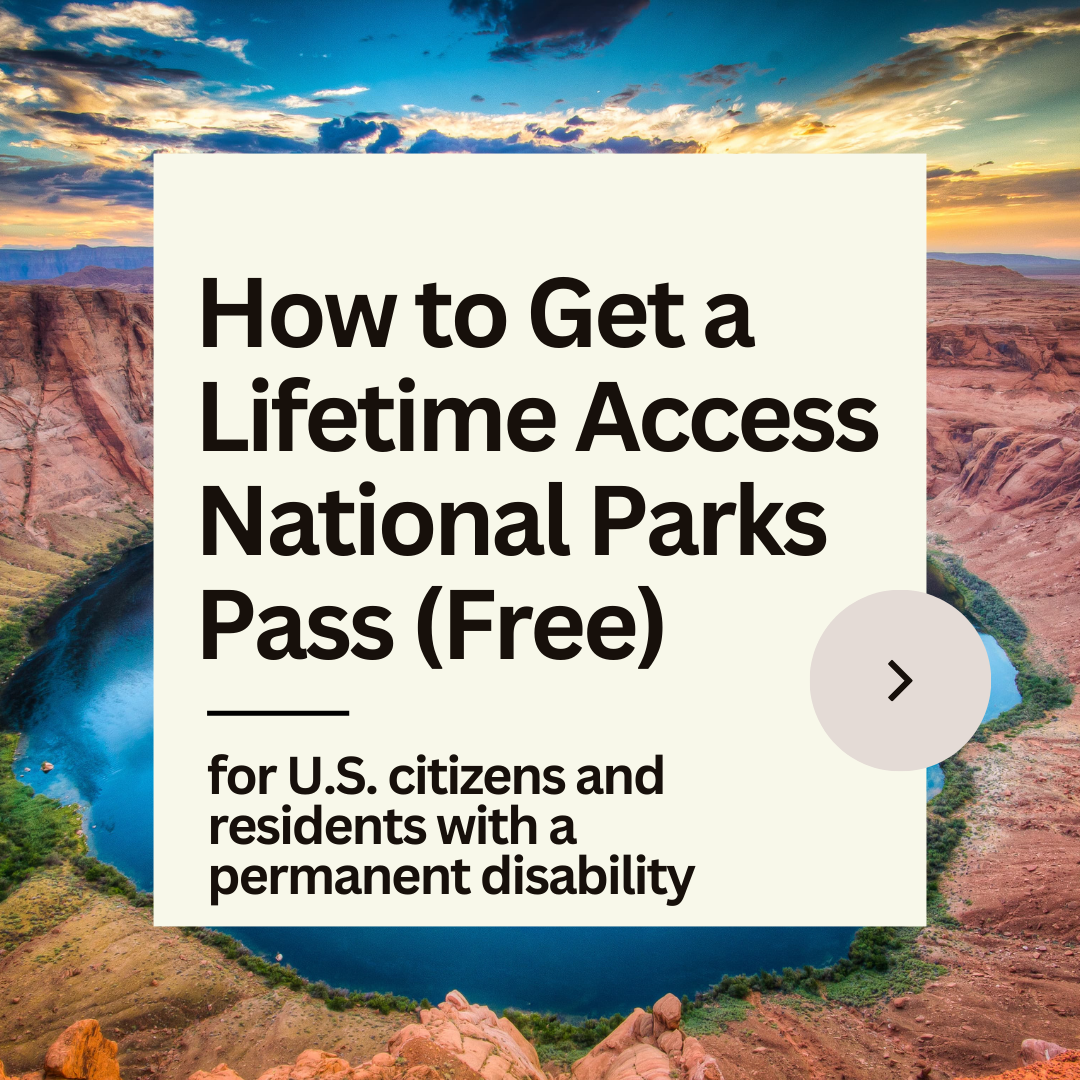 How to Get a
Lifetime Access
National Parks
Pass (Free)
for U.S. citizens and
residents with a
permanent disability